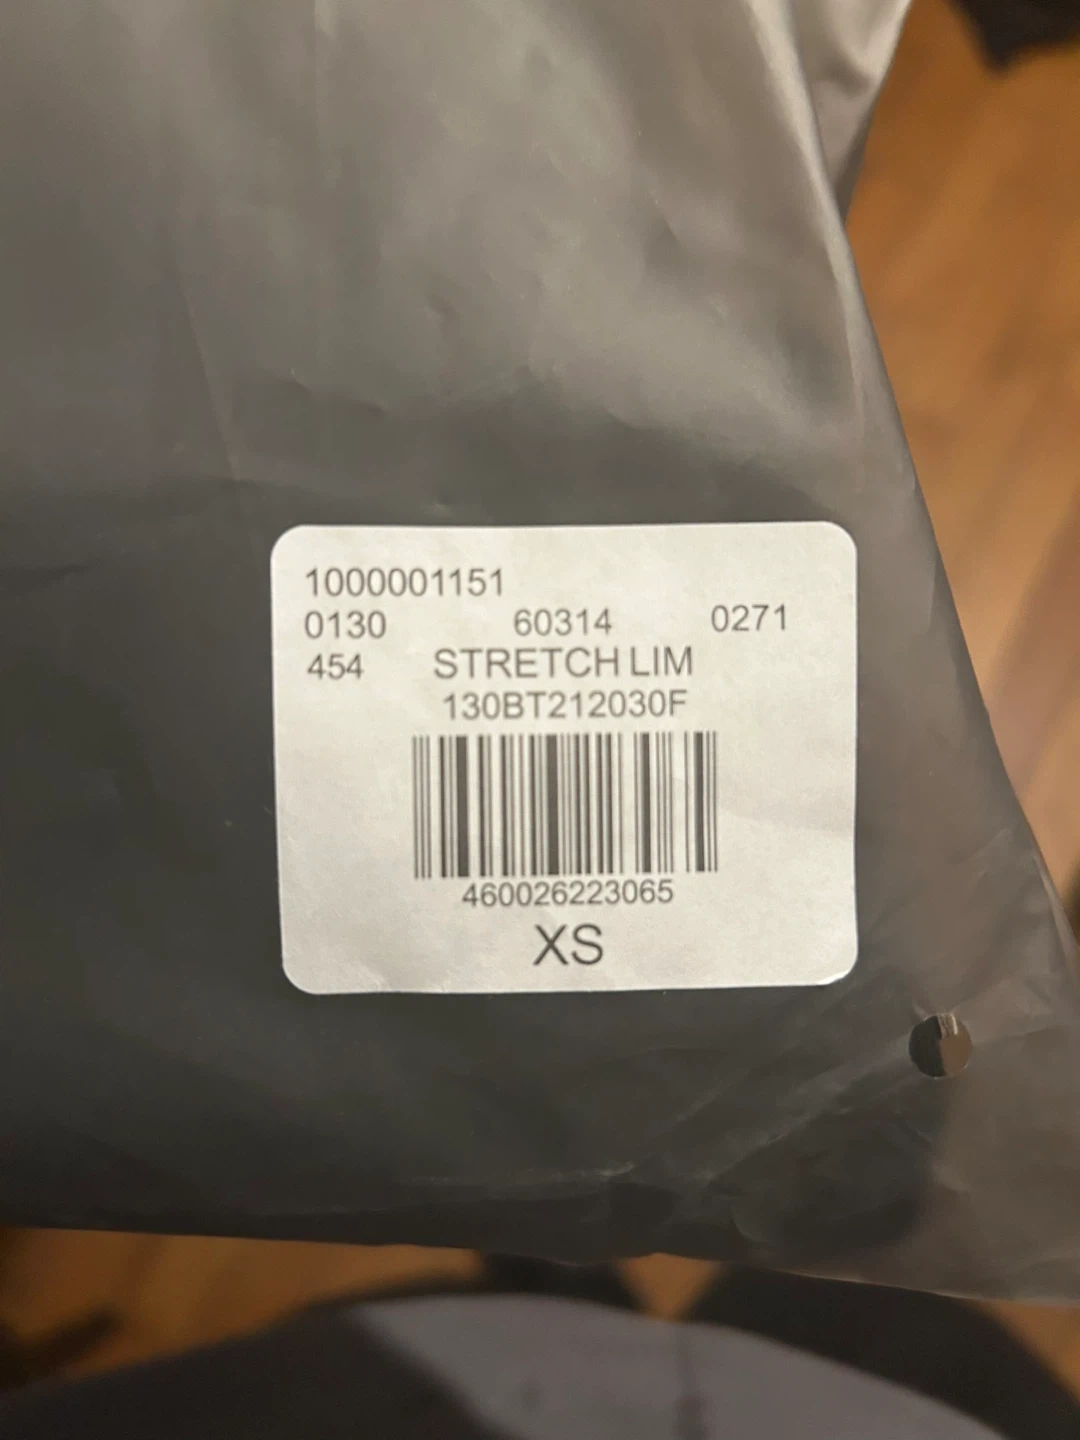 1000001151
0130 60314 0271
454 STRETCH LIM
130BT212030F
460026223065
XS